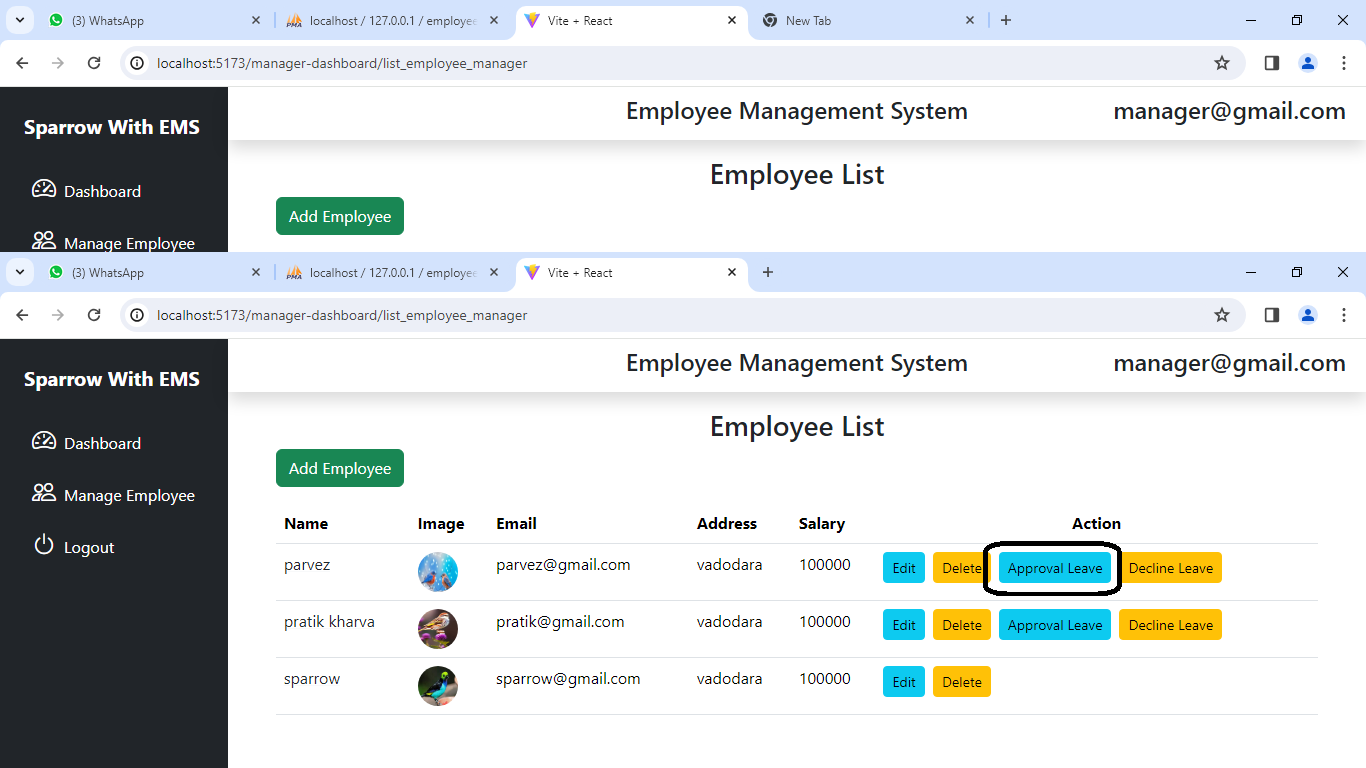 (3) WhatsApp
localhost / 127.0.0.1 / employee
Vite + React
New Tab
localhost:5173/manager-dashboard/list_employee_manager
Sparrow With EMS
Employee Management System
manager@gmail.com
Dashboard
Employee List
Add Employee
Manage Employee
(3) WhatsApp
localhost / 127.0.0.1 / employee
Vite + React
localhost:5173/manager-dashboard/list_employee_manager
Sparrow With EMS
Employee Management System
manager@gmail.com
Dashboard
Manage Employee
Logout
Employee List
Add Employee
Name Image Email Address Salary Action
parvez parvez@gmail.com vadodara 100000 Edit Delete Approval Leave Decline Leave
pratik kharva pratik@gmail.com vadodara 100000 Edit Delete Approval Leave Decline Leave
sparrow sparrow@gmail.com vadodara 100000 Edit Delete